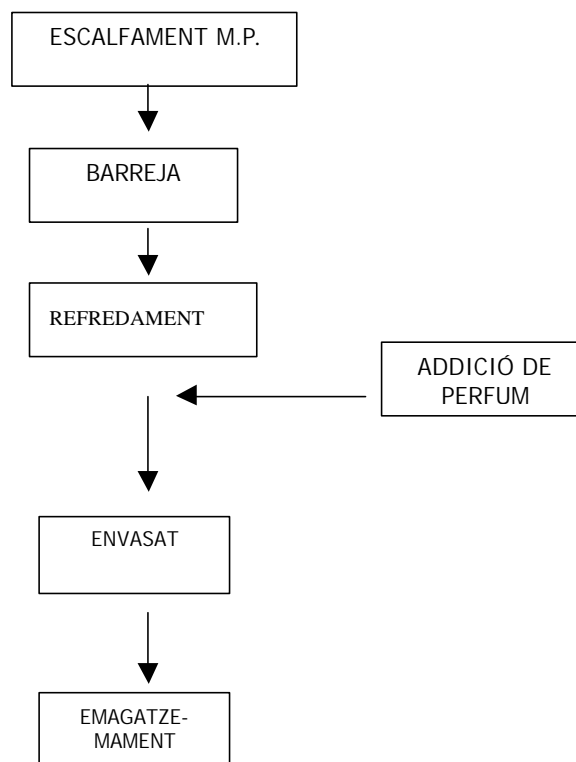 ESCALFAMENT M.P.
BARREJA
REFREDAMENT
ADDICIÓ DE
PERFUM
ENVASAT
EMAGATZE-
MAMENT